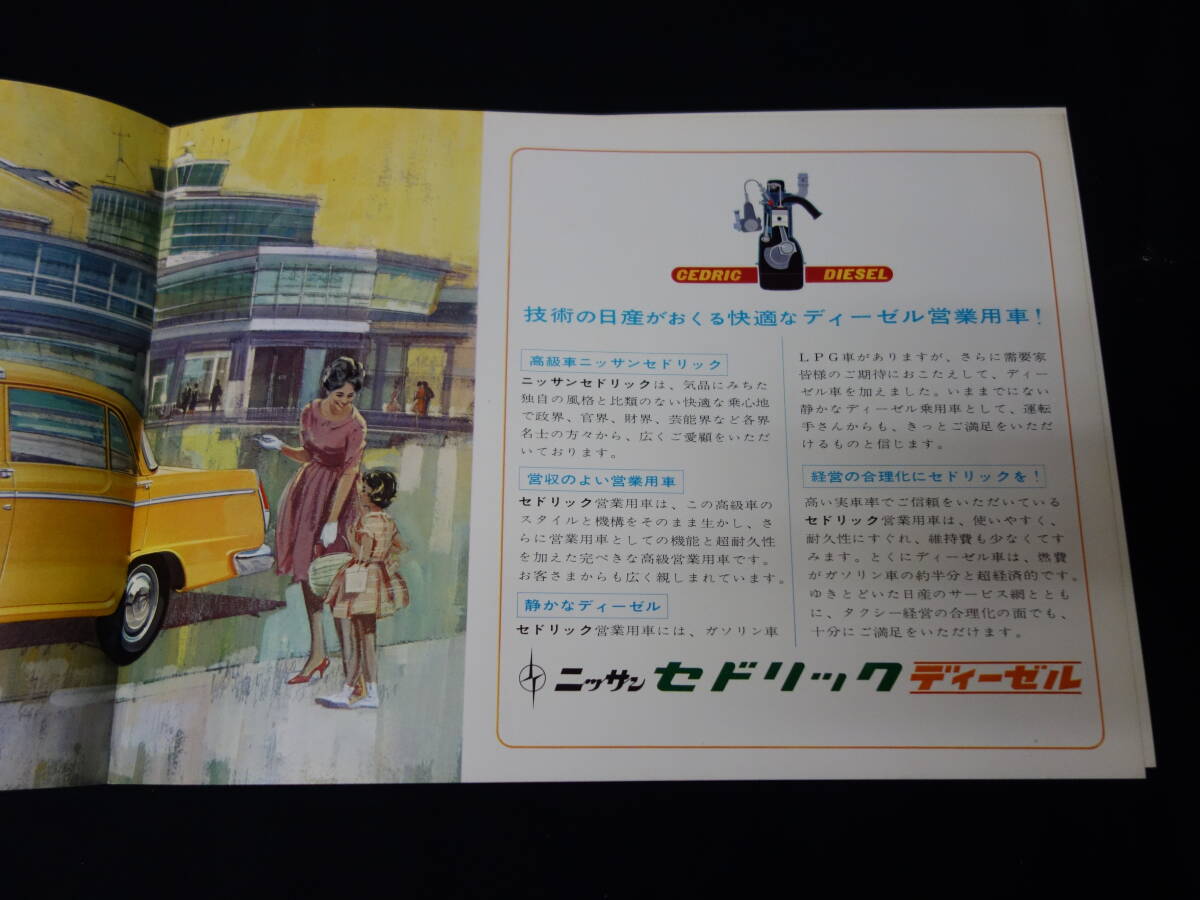 CEDRIC DIESEL
技術の日産がおくる快適なディーゼル営業用車!
高級車ニッサンセドリック
ニッサンセドリックは、気品にみちた
独自の風格と比類のない快適な乗心地
で政界、官界、財界、芸能界など各界
名士の方々から、広くご愛顧をいただ
いております。
営収のよい営業用車
セドリック営業用車は、この高級車の
スタイルと機構をそのまま生かし、さ
らに営業用車としての機能と超耐久性
を加えた完ぺきな高級営業用車です。
お客さまからも広く親しまれています。
静かなディーゼル
セドリック営業用車には、ガソリン車
LPG車がありますが、さらに需要家
皆様のご期待におこたえして、ディー
ゼル車を加えました。いままでにない
静かなディーゼル乗用車として、運転
手さんからも、きっとご満足をいただ
けるものと信じます。
経営の合理化にセドリックを!
高い実車率でご信頼をいただいている
セドリック営業用車は、使いやすく、
耐久性にすぐれ、維持費も少なくてす
みます。とくにディーゼル車は、燃費
がガソリン車の約半分と超経済的です。
ゆきとどいた日産のサービス網ととも
に、タクシー経営の合理化の面でも、
十分にご満足をいただけます。
ニッサン セドリック ディーゼル